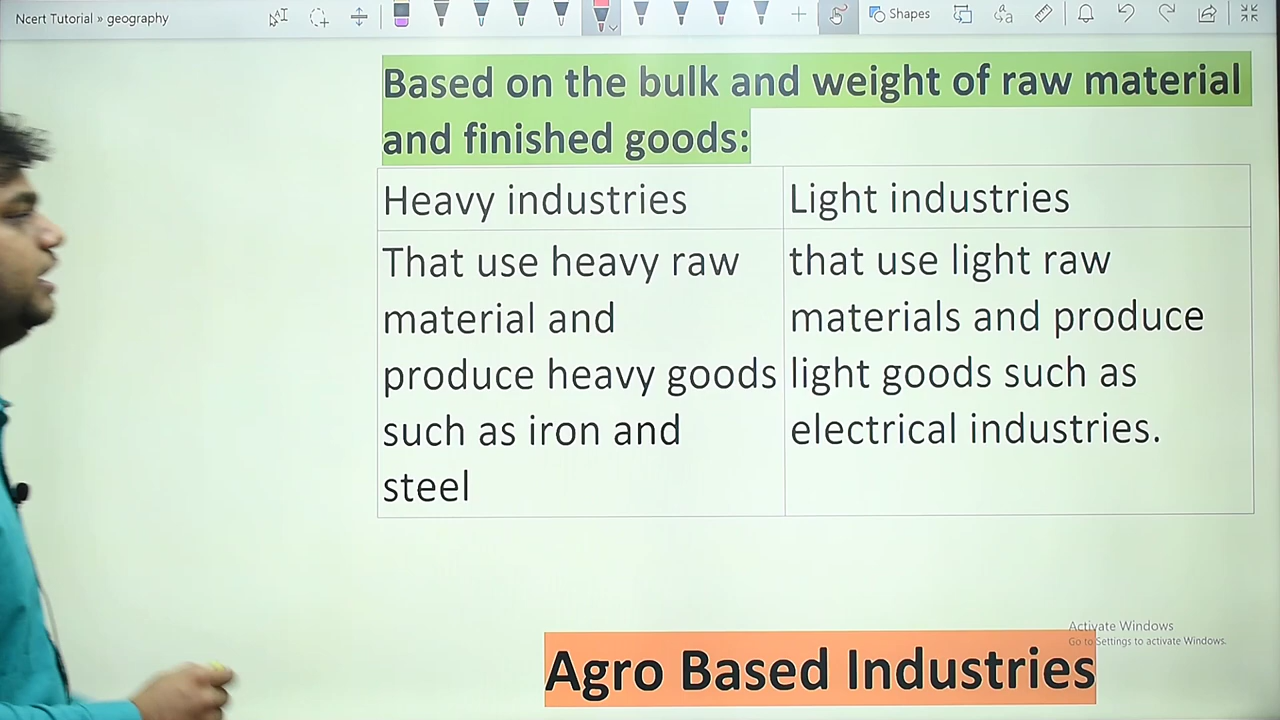 Ncert Tutorial » geography
Shapes
Based on the bulk and weight of raw material
and finished goods:
Heavy industries
Light industries
That use heavy raw
material and
produce heavy goods
such as iron and
steel
that use light raw
materials and produce
light goods such as
electrical industries.
Activate Windows
Go to Settings to activate Windows.
Agro Based Industries